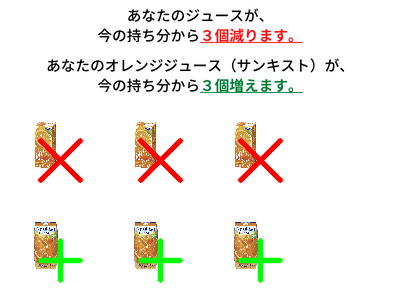 あなたのジュースが、
今の持ち分から３個減ります。
あなたのオレンジジュース（サンキスト）が、
今の持ち分から３個増えます。